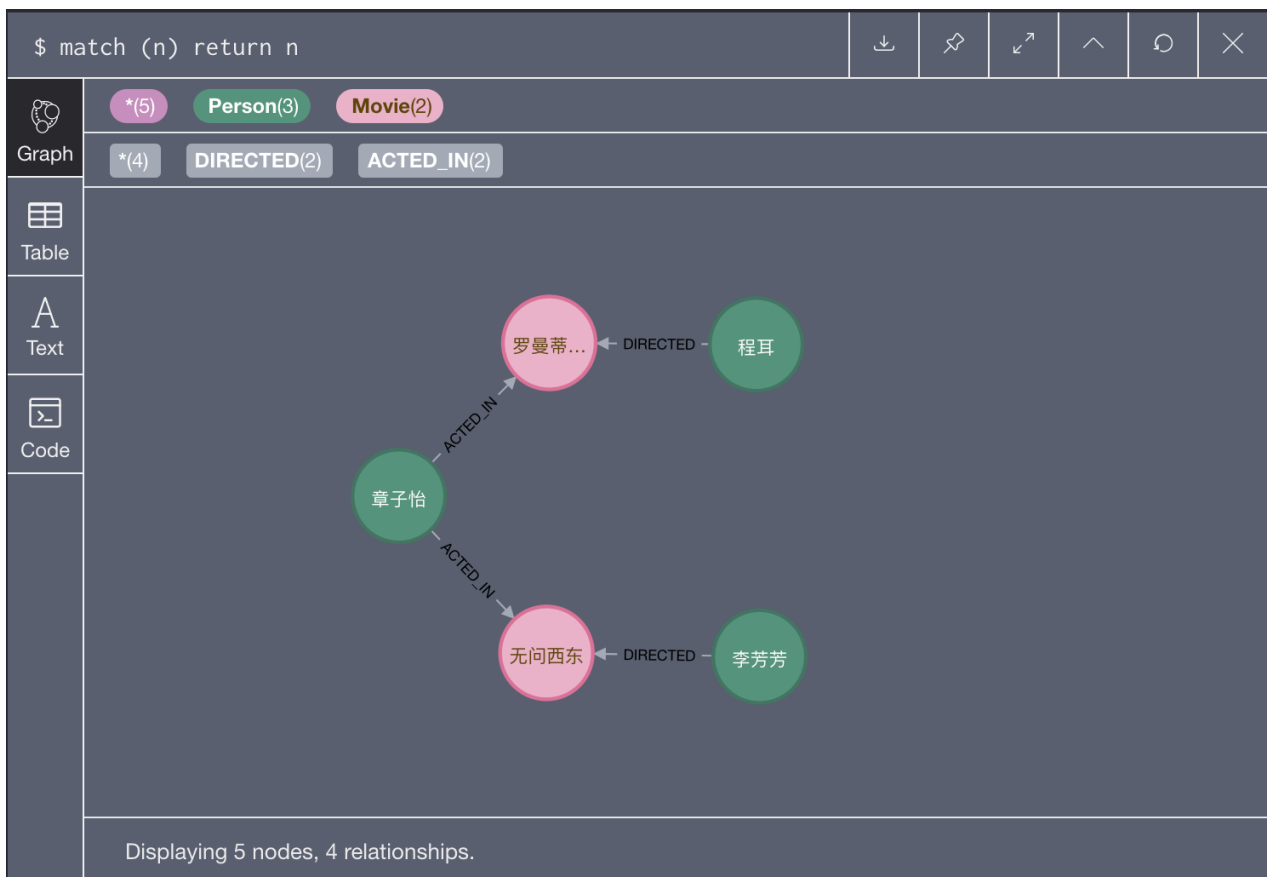 $ match (n) return n
*(5) Person(3) Movie(2)
Graph
*(4) DIRECTED(2) ACTED_IN(2)
Table
Text
Code
罗曼蒂...
DIRECTED
程耳
ACTED_IN
章子怡
ACTED_IN
无问西东
DIRECTED
李芳芳
Displaying 5 nodes, 4 relationships.